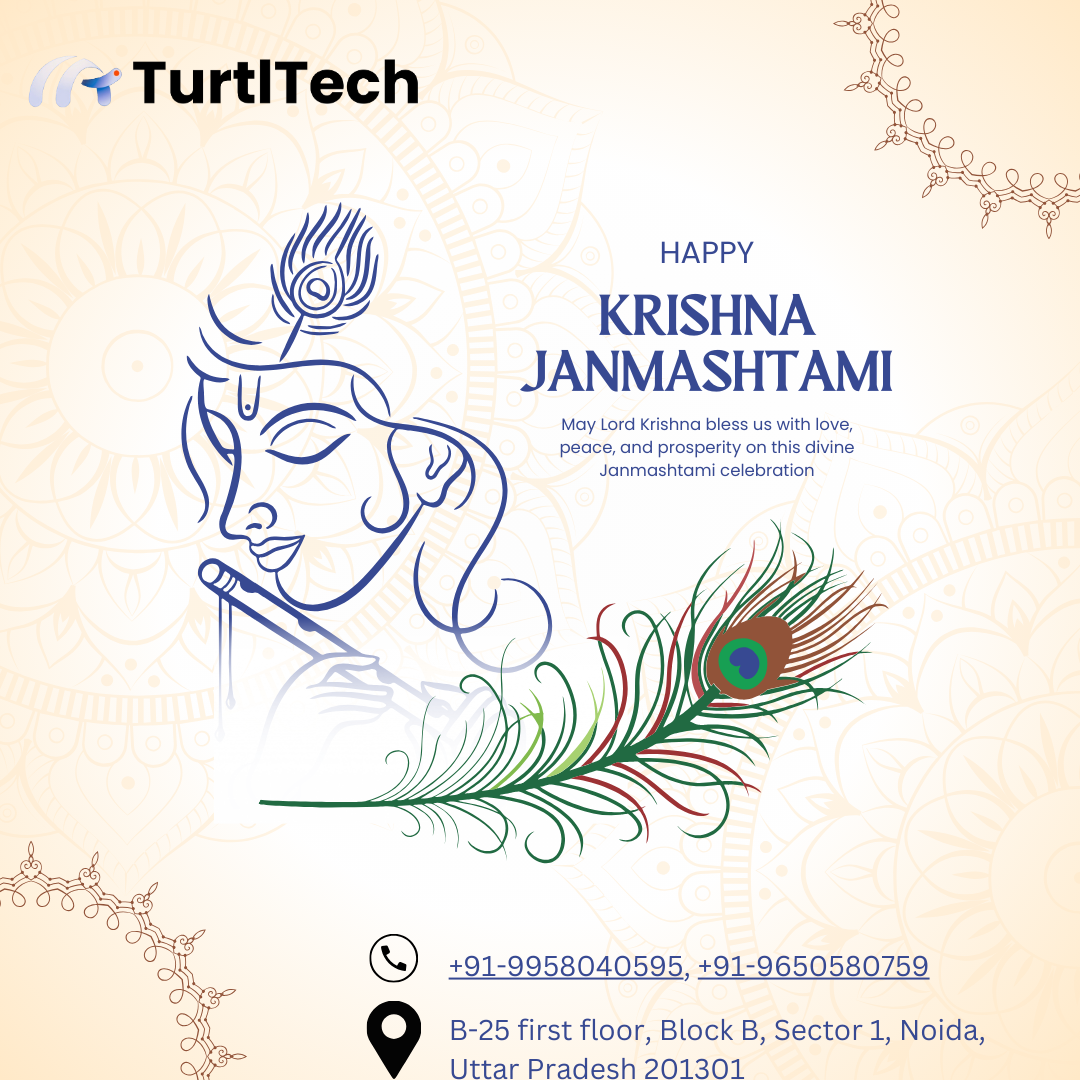 TurtlTech
HAPPY
KRISHNA
JANMASHTAMI
May Lord Krishna bless us with love,
peace, and prosperity on this divine
Janmashtami celebration
+91-9958040595, +91-9650580759
B-25 first floor, Block B, Sector 1, Noida,
Uttar Pradesh 201301